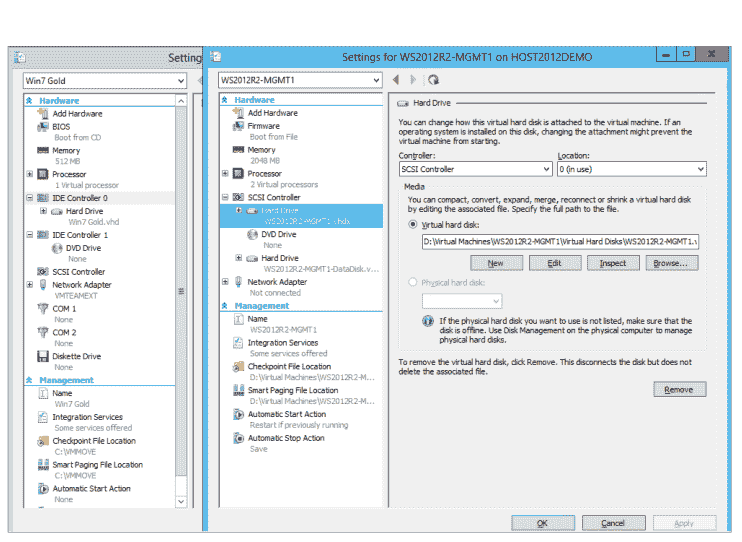 Setting
Win7 Gold
Hardware
Add Hardware
BIOS
Boot from CD
Memory
512 MB
Processor
1 Virtual processor
IDE Controller 0
Hard Drive
Win7 Gold.vhd
IDE Controller 1
DVD Drive
None
SCSI Controller
Network Adapter
VMTEAMEXT
COM 1
None
COM 2
None
Diskette Drive
None
Management
Name
Win7 Gold
Integration Services
Some services offered
Checkpoint File Location
C:\VMMOVE
Smart Paging File Location
C:\VMMOVE
Automatic Start Action
None
Settings for WS2012R2-MGMT1 on HOST2012DEMO
WS2012R2-MGMT1
Hardware
Add Hardware
Firmware
Boot from File
Memory
2048 MB
Processor
2 Virtual processors
SCSI Controller
Hard Drive
WS2012R2-MGMT1.vhdx
DVD Drive
None
Hard Drive
WS2012R2-MGMT1-DataDisk.v...
Network Adapter
Not connected
Management
Name
WS2012R2-MGMT1
Integration Services
Some services offered
Checkpoint File Location
D:\Virtual Machines\WS2012R2-M...
Smart Paging File Location
D:\Virtual Machines\WS2012R2-M...
Automatic Start Action
Restart if previously running
Automatic Stop Action
Save
Hard Drive
You can change how this virtual hard disk is attached to the virtual machine. If an
operating system is installed on this disk, changing the attachment might prevent the
virtual machine from starting.
Controller: Location:
SCSI Controller 0 (in use)
Media
You can compact, convert, expand, merge, reconnect or shrink a virtual hard disk
by editing the associated file. Specify the full path to the file.
Virtual hard disk:
D:\Virtual Machines\WS2012R2-MGMT1\Virtual Hard Disks\WS2012R2-MGMT1.v
New Edit Inspect Browse...
Physical hard disk:
If the physical hard disk you want to use is not listed, make sure that the
disk is offline. Use Disk Management on the physical computer to manage
physical hard disks.
To remove the virtual hard disk, click Remove. This disconnects the disk but does not
delete the associated file.
Remove
OK Cancel Apply